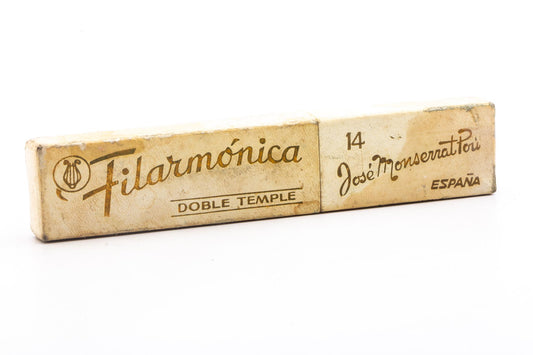 Filarmónica
DOBLE TEMPLE
14
José Monserrat Pou
ESPAÑA